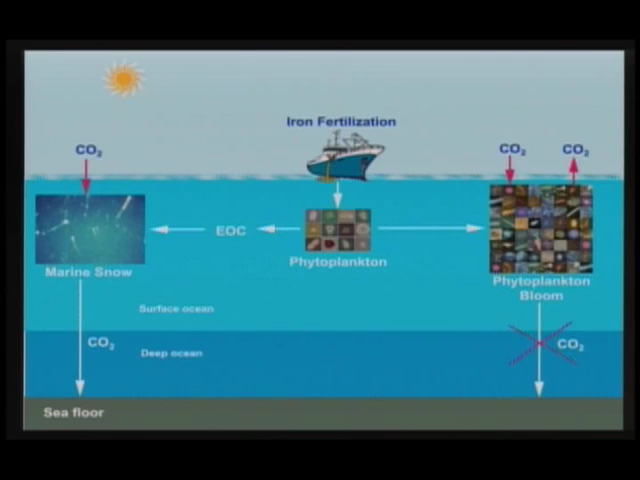 Iron Fertilization
CO₂
CO₂
CO₂
EOC
Marine Snow
Phytoplankton
Phytoplankton
Bloom
Surface ocean
CO₂
CO₂
Deep ocean
Sea floor